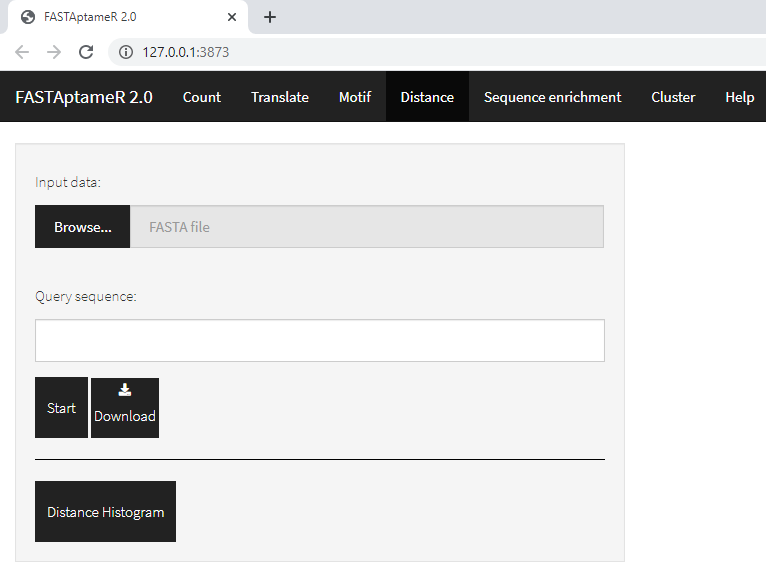 FASTAptameR 2.0
127.0.0.1:3873
FASTAptameR 2.0 Count Translate Motif Distance Sequence enrichment Cluster Help
Input data:
Browse... FASTA file
Query sequence:
Start Download
Distance Histogram